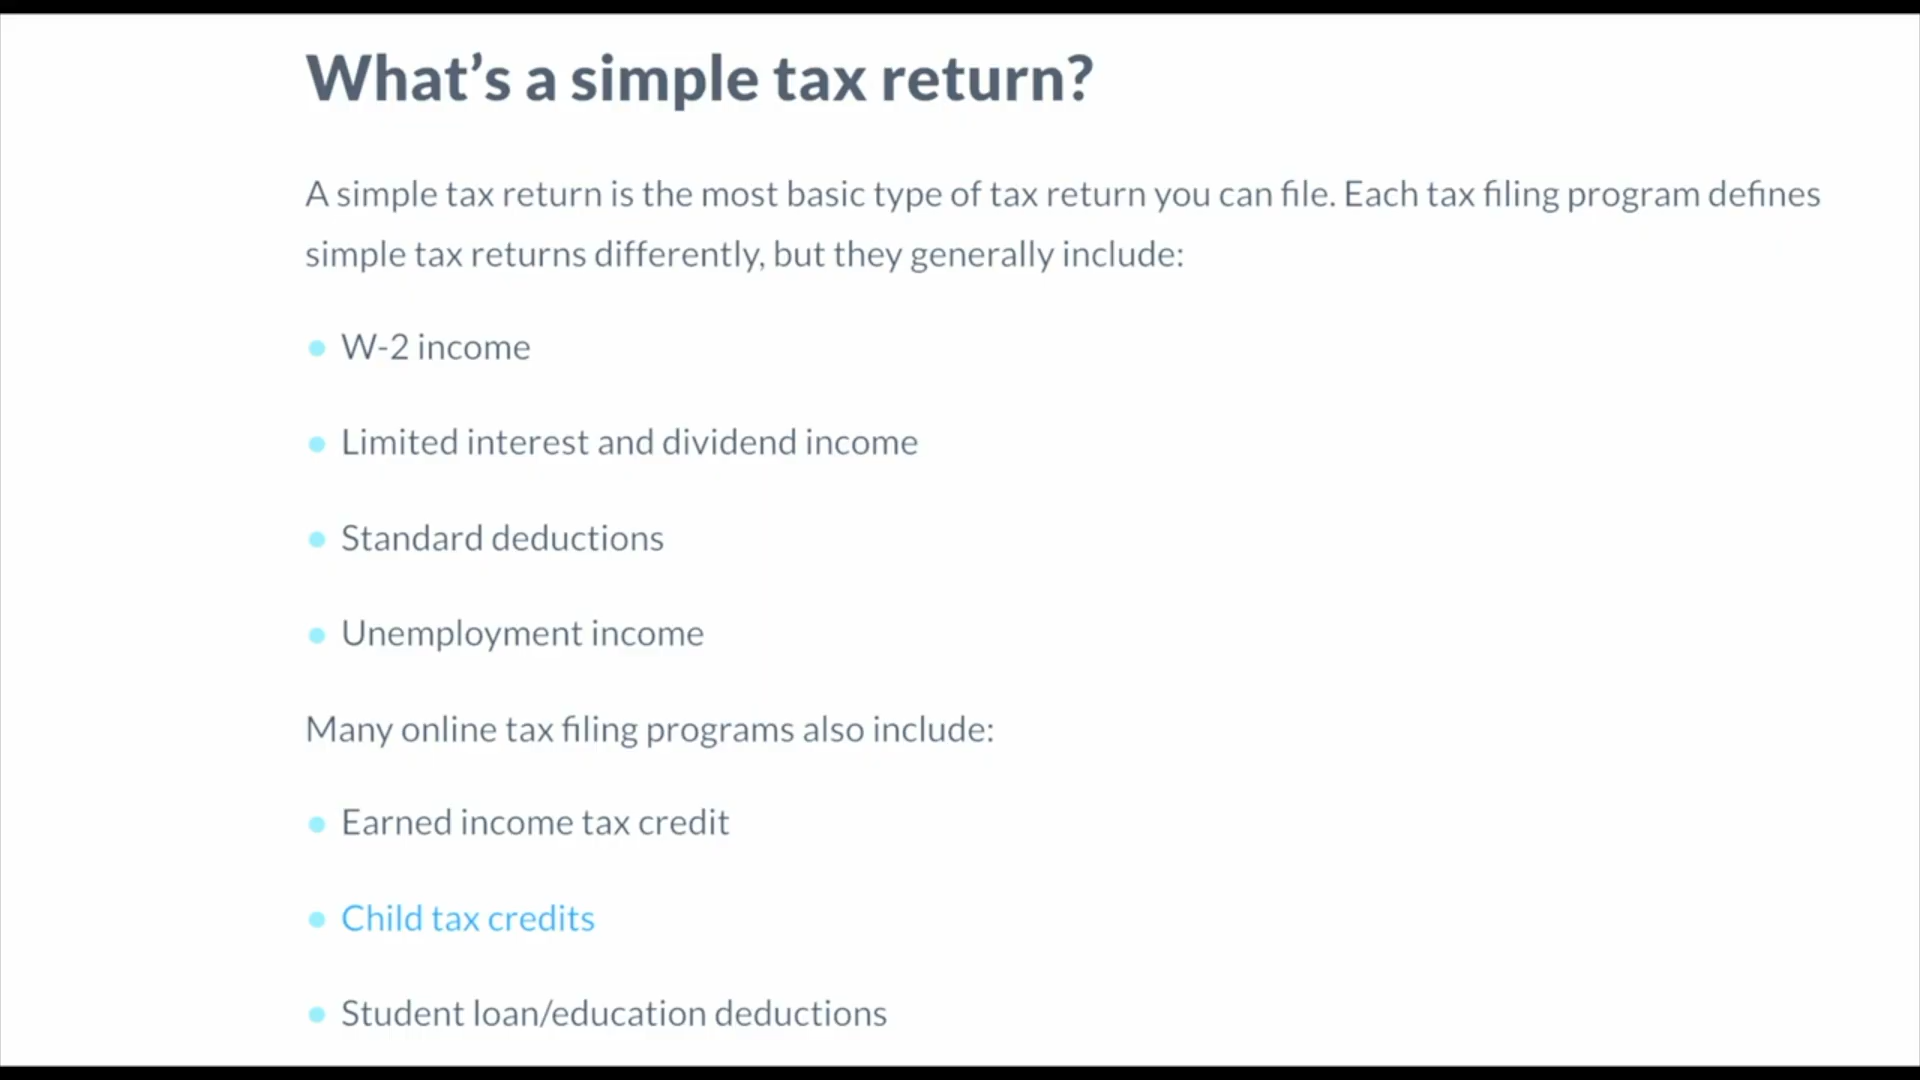 What’s a simple tax return?
A simple tax return is the most basic type of tax return you can file. Each tax filing program defines
simple tax returns differently, but they generally include:
W-2 income
Limited interest and dividend income
Standard deductions
Unemployment income
Many online tax filing programs also include:
Earned income tax credit
Child tax credits
Student loan/education deductions